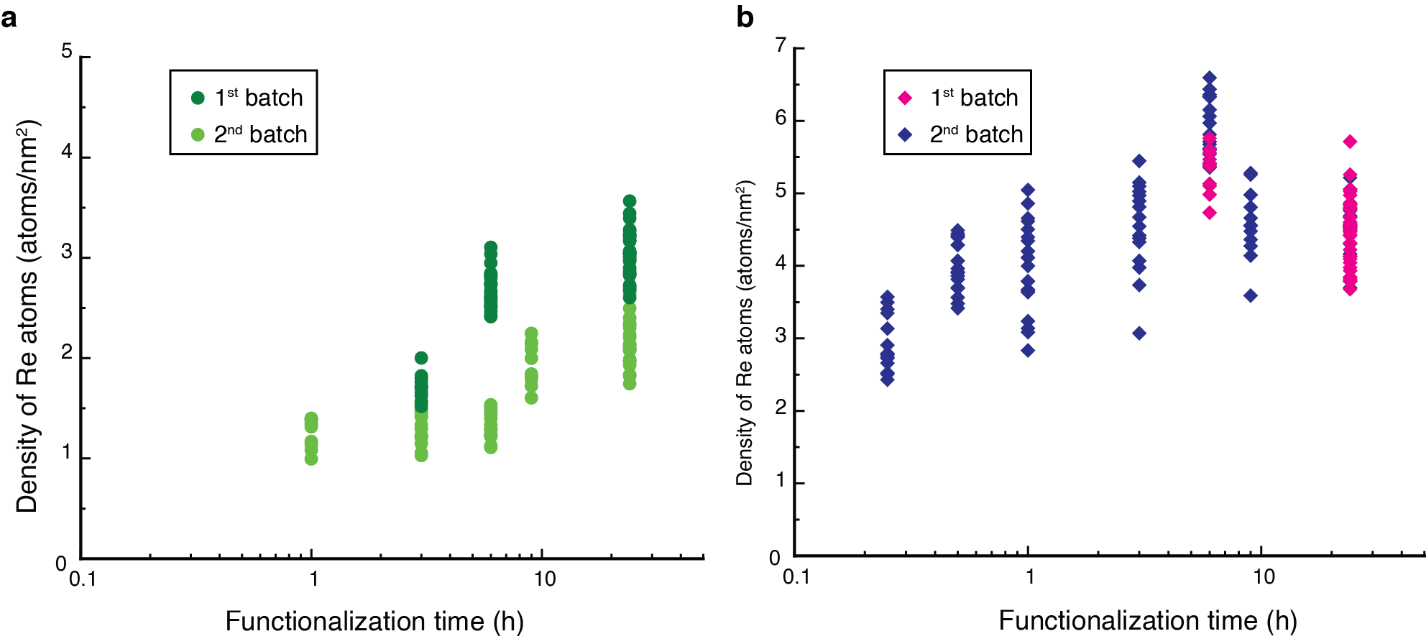 a
5
4
3
2
1
0
Density of Re atoms (atoms/nm²)
1st batch
2nd batch
0.1
1
10
Functionalization time (h)
b
7
6
5
4
3
2
1
0
Density of Re atoms (atoms/nm²)
1st batch
2nd batch
0.1
1
10
Functionalization time (h)